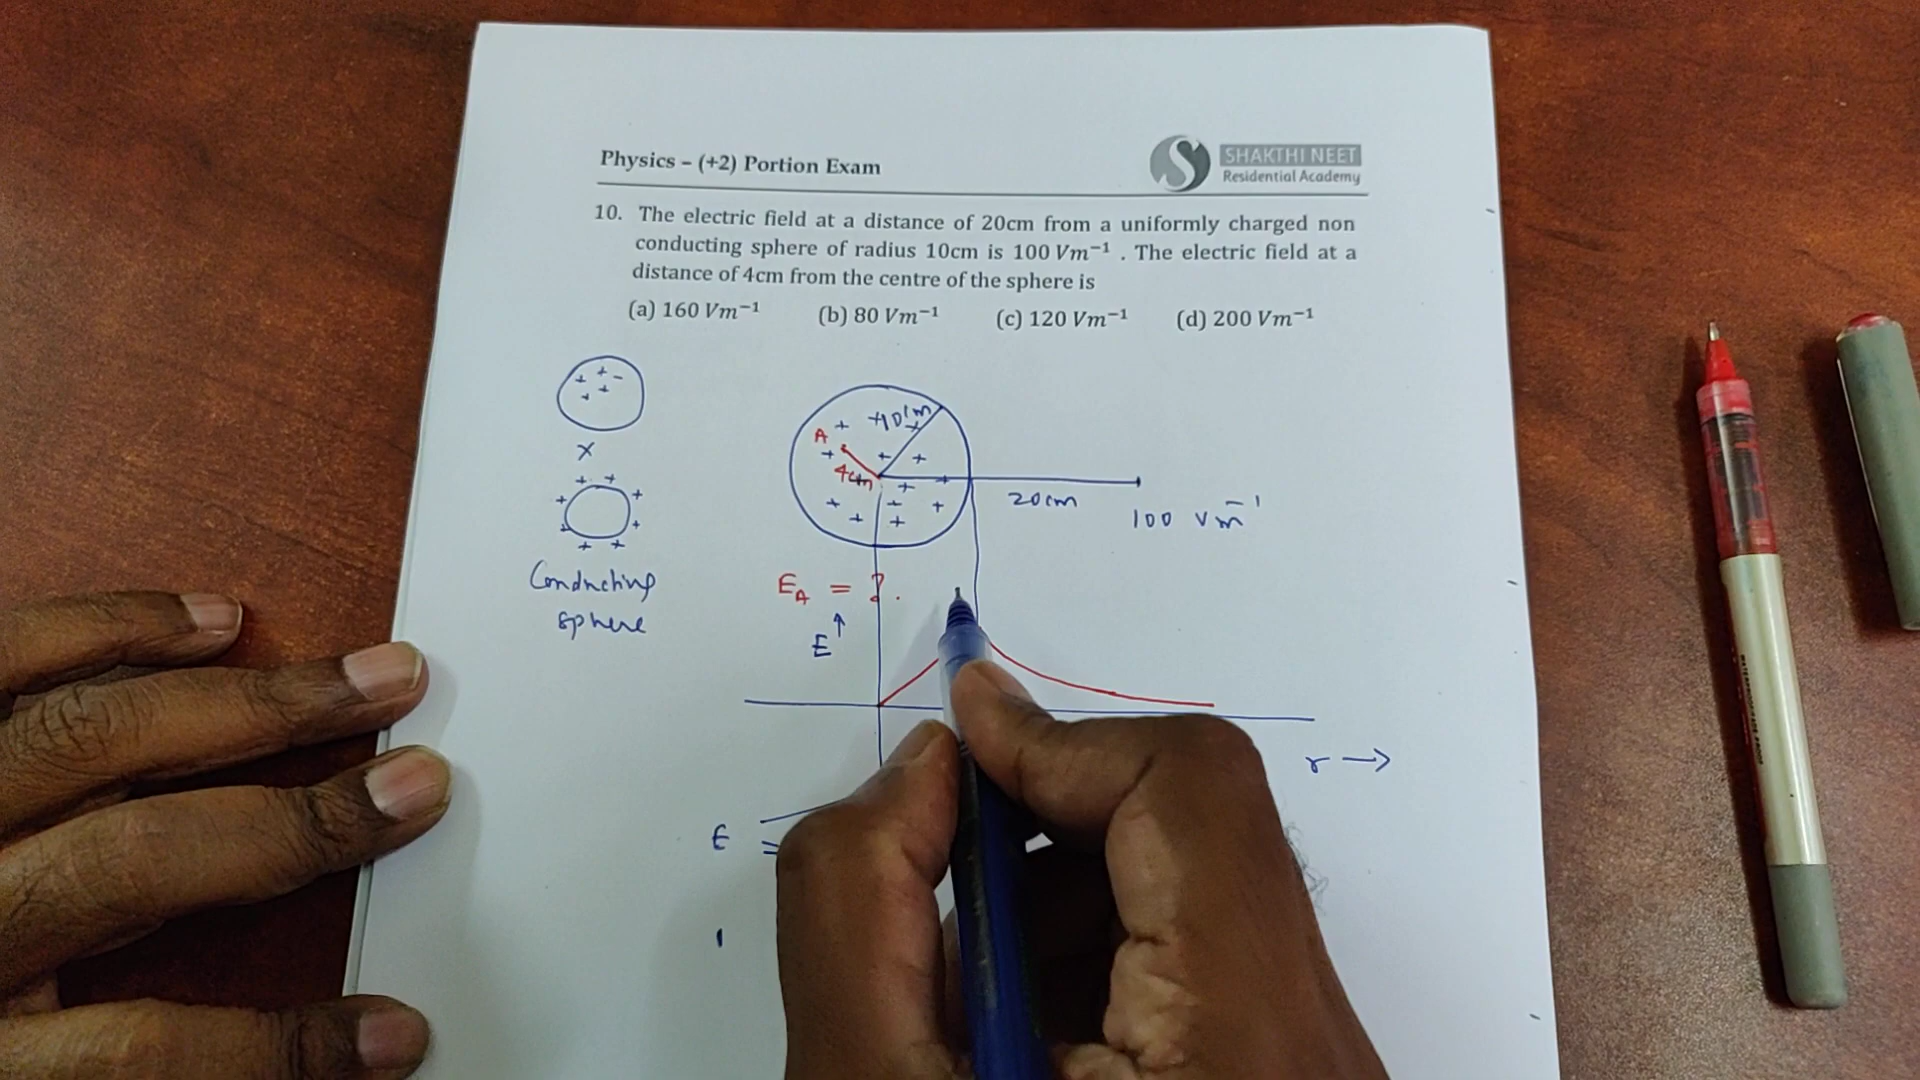 Physics – (+2) Portion Exam
SHAKTHI NEET
Residential Academy
10. The electric field at a distance of 20cm from a uniformly charged non
conducting sphere of radius 10cm is 100 Vm⁻¹ . The electric field at a
distance of 4cm from the centre of the sphere is
(a) 160 Vm⁻¹ (b) 80 Vm⁻¹ (c) 120 Vm⁻¹ (d) 200 Vm⁻¹
A
4cm
20cm
100 Vm⁻¹
x
Conducting
sphere
E_A = ?.
E ↑
r →
E =